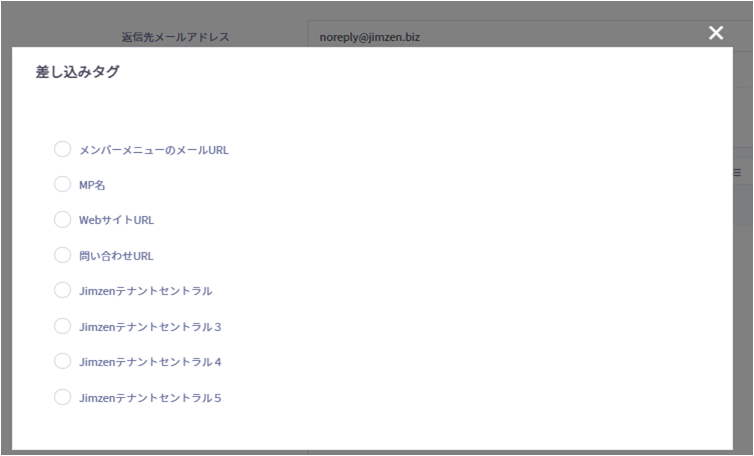 返信先メールアドレス noreply@jimzen.biz
差し込みタグ
メンバーメニューのメールURL
MP名
WebサイトURL
問い合わせURL
Jimzenテナントセントラル
Jimzenテナントセントラル３
Jimzenテナントセントラル４
Jimzenテナントセントラル５